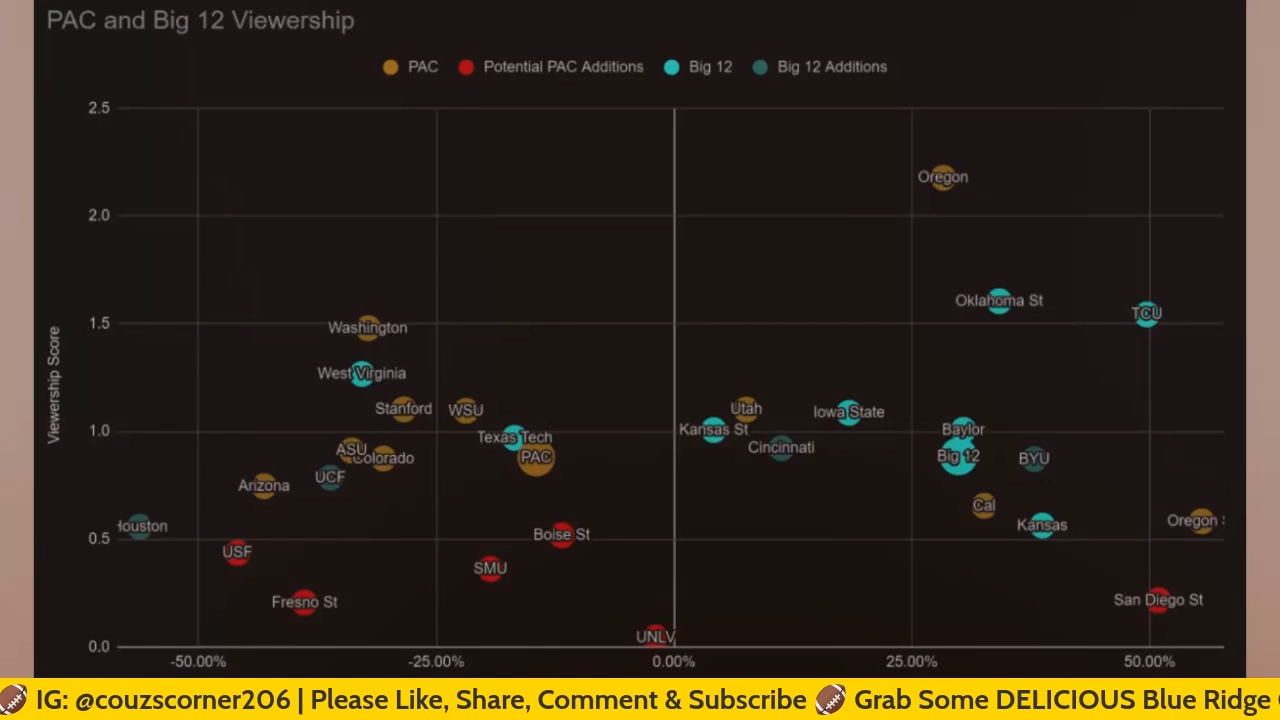 PAC and Big 12 Viewership
PAC
Potential PAC Additions
Big 12
Big 12 Additions
2.5
Oregon
2.0
Oklahoma St
TCU
1.5
Washington
West Virginia
Stanford
WSU
Utah
Iowa State
Kansas St
Baylor
1.0
Texas Tech
Cincinnati
ASU
Colorado
PAC
Big 12
BYU
UCF
Arizona
Cal
Houston
Kansas
Oregon S
0.5
Boise St
USF
SMU
Fresno St
San Diego St
UNLV
0.0
Viewership Score
-50.00%
-25.00%
0.00%
25.00%
50.00%
🏈 IG: @couzscorner206 | Please Like, Share, Comment & Subscribe 🏈 Grab Some DELICIOUS Blue Ridge